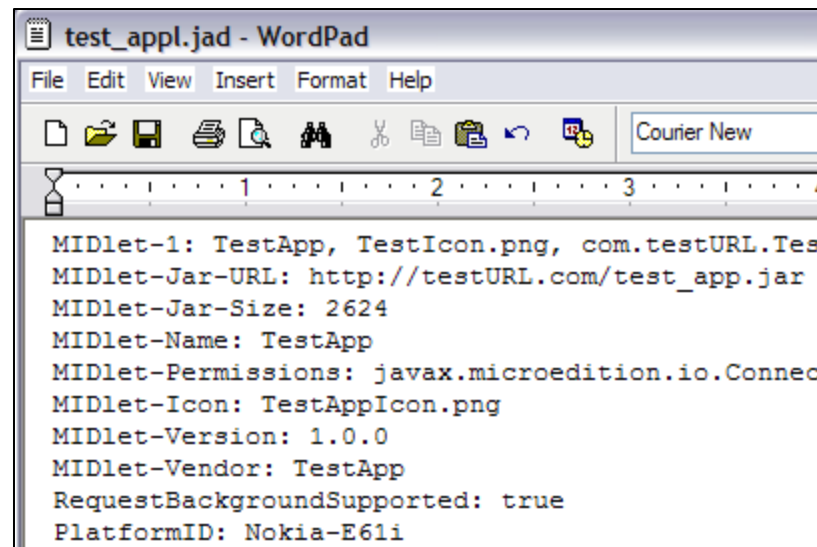 test_appl.jad - WordPad
File Edit View Insert Format Help
Courier New
1 2 3
MIDlet-1: TestApp, TestIcon.png, com.testURL.Tes
MIDlet-Jar-URL: http://testURL.com/test_app.jar
MIDlet-Jar-Size: 2624
MIDlet-Name: TestApp
MIDlet-Permissions: javax.microedition.io.Connec
MIDlet-Icon: TestAppIcon.png
MIDlet-Version: 1.0.0
MIDlet-Vendor: TestApp
RequestBackgroundSupported: true
PlatformID: Nokia-E61i